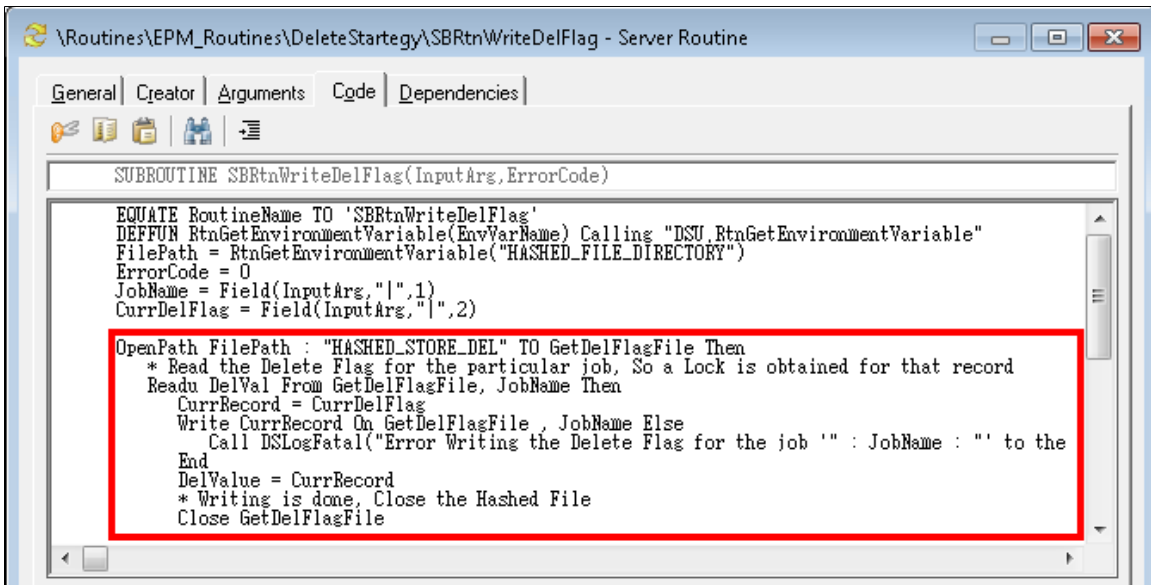 \Routines\EPM_Routines\DeleteStartegy\SBRtnWriteDelFlag - Server Routine
General Creator Arguments Code Dependencies
SUBROUTINE SBRtnWriteDelFlag(InputArg,ErrorCode)
EQUATE RoutineName TO 'SBRtnWriteDelFlag'
DEFFUN RtnGetEnvironmentVariable(EnvVarName) Calling "DSU.RtnGetEnvironmentVariable"
FilePath = RtnGetEnvironmentVariable("HASHED_FILE_DIRECTORY")
ErrorCode = 0
JobName = Field(InputArg,"|",1)
CurrDelFlag = Field(InputArg,"|",2)
OpenPath FilePath : "HASHED_STORE_DEL" TO GetDelFlagFile Then
* Read the Delete Flag for the particular job, So a Lock is obtained for that record
Readu DelVal From GetDelFlagFile, JobName Then
CurrRecord = CurrDelFlag
Write CurrRecord On GetDelFlagFile , JobName Else
Call DSLogFatal("Error Writing the Delete Flag for the job '" : JobName : "' to the
End
DelValue = CurrRecord
* Writing is done, Close the Hashed File
Close GetDelFlagFile